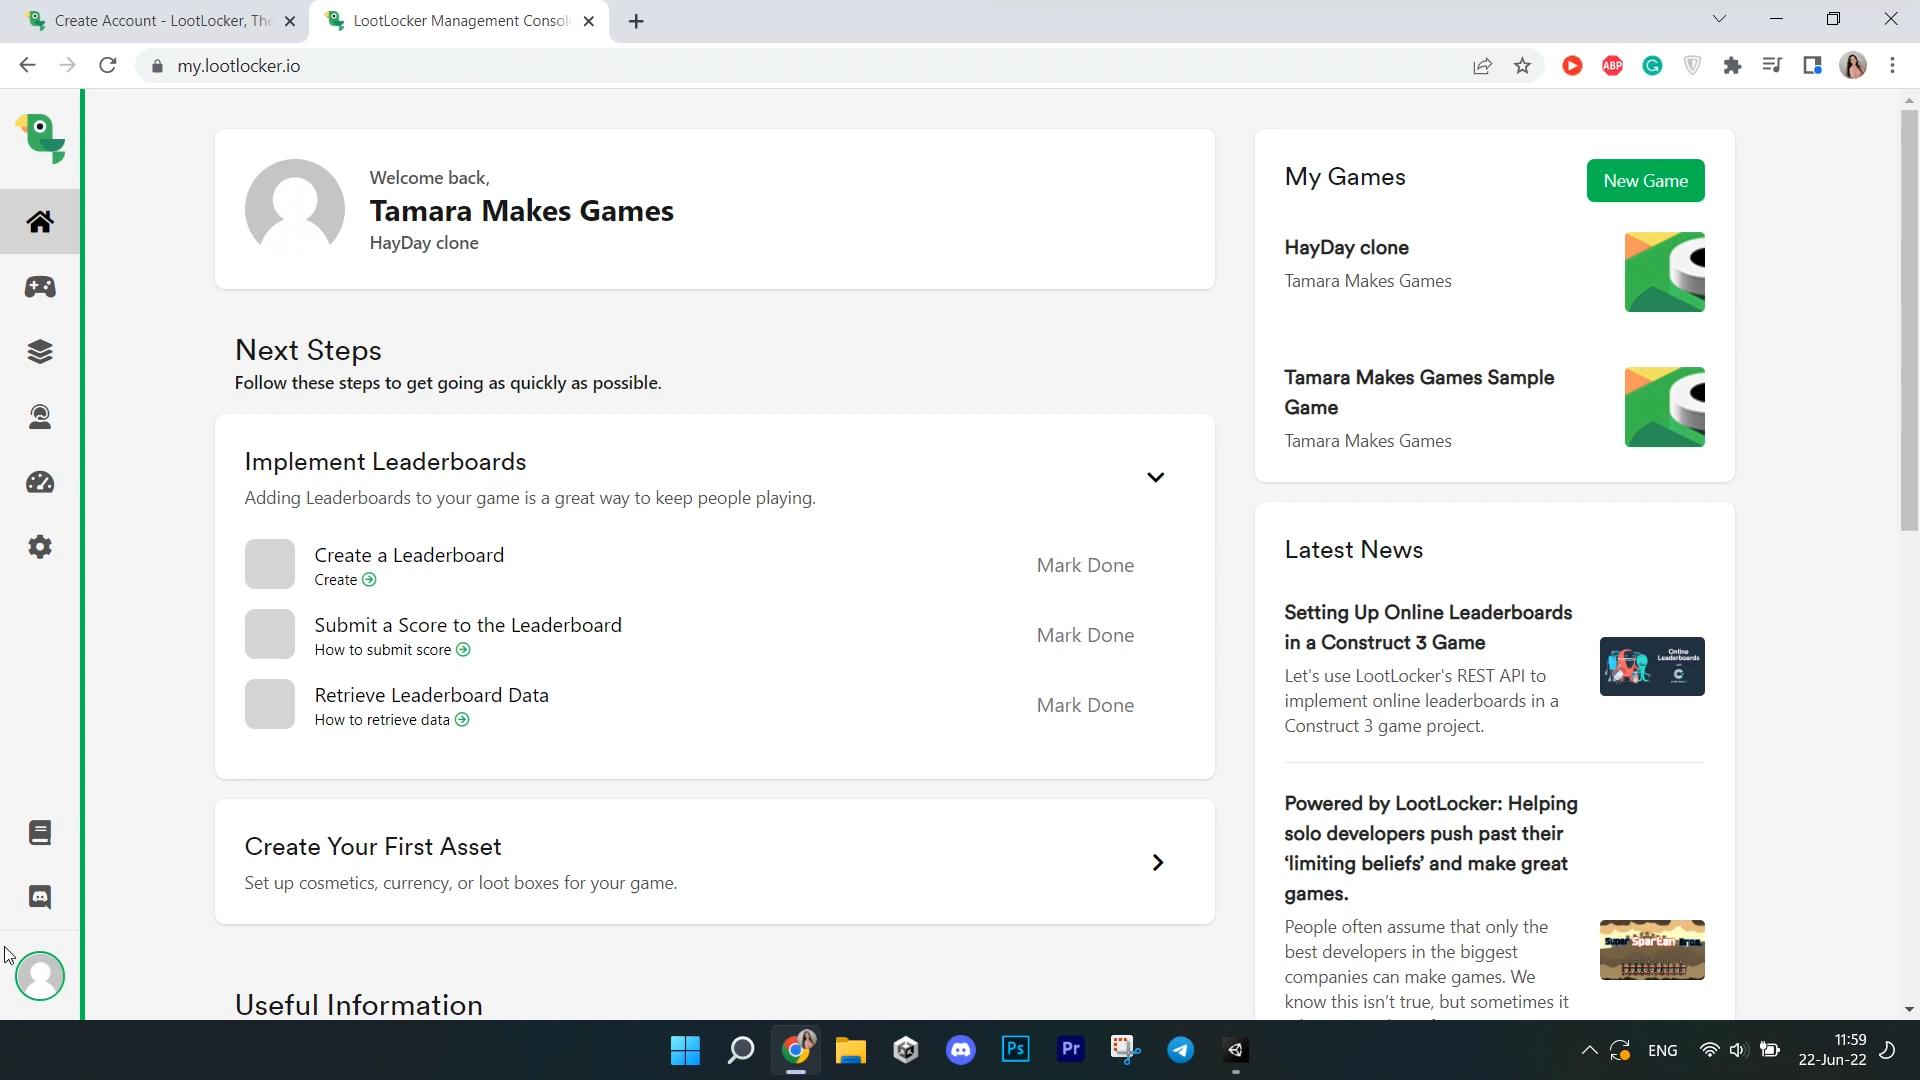 Create Account - LootLocker, The
LootLocker Management Consol
my.lootlocker.io
ABP
Welcome back,
Tamara Makes Games
HayDay clone
Next Steps
Follow these steps to get going as quickly as possible.
Implement Leaderboards
Adding Leaderboards to your game is a great way to keep people playing.
Create a Leaderboard
Create
Mark Done
Submit a Score to the Leaderboard
How to submit score
Mark Done
Retrieve Leaderboard Data
How to retrieve data
Mark Done
Create Your First Asset
Set up cosmetics, currency, or loot boxes for your game.
Useful Information
My Games
New Game
HayDay clone
Tamara Makes Games
Tamara Makes Games Sample
Game
Tamara Makes Games
Latest News
Setting Up Online Leaderboards
in a Construct 3 Game
Let's use LootLocker's REST API to
implement online leaderboards in a
Construct 3 game project.
Online
Leaderboards
Powered by LootLocker: Helping
solo developers push past their
‘limiting beliefs’ and make great
games.
People often assume that only the
best developers in the biggest
companies can make games. We
know this isn’t true, but sometimes it
Super Spartan Bros.
Ps
Pr
ENG
11:59
22-Jun-22